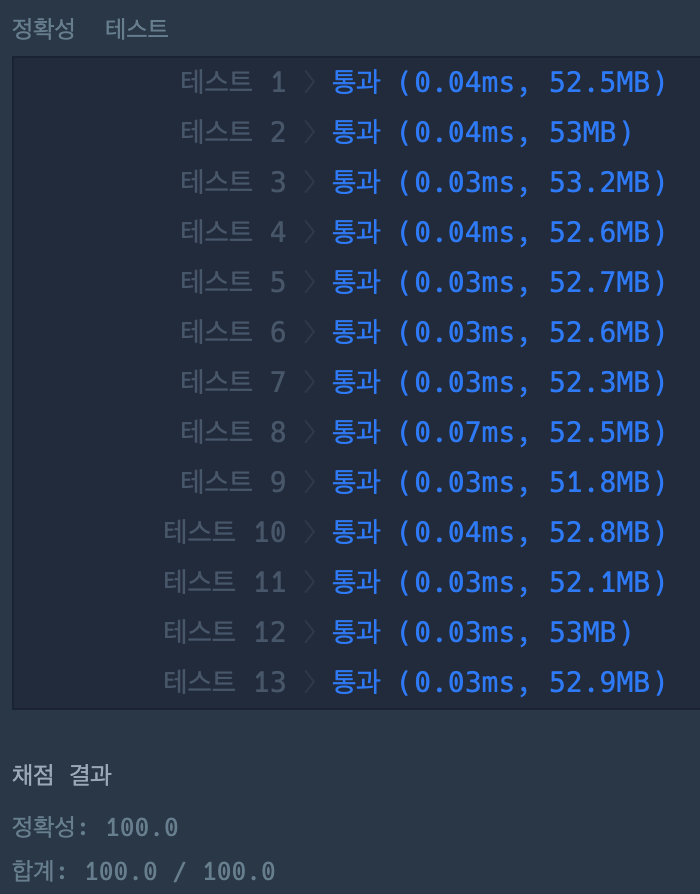 정확성 테스트
테스트 1 〉 통과 (0.04ms, 52.5MB)
테스트 2 〉 통과 (0.04ms, 53MB)
테스트 3 〉 통과 (0.03ms, 53.2MB)
테스트 4 〉 통과 (0.04ms, 52.6MB)
테스트 5 〉 통과 (0.03ms, 52.7MB)
테스트 6 〉 통과 (0.03ms, 52.6MB)
테스트 7 〉 통과 (0.03ms, 52.3MB)
테스트 8 〉 통과 (0.07ms, 52.5MB)
테스트 9 〉 통과 (0.03ms, 51.8MB)
테스트 10 〉 통과 (0.04ms, 52.8MB)
테스트 11 〉 통과 (0.03ms, 52.1MB)
테스트 12 〉 통과 (0.03ms, 53MB)
테스트 13 〉 통과 (0.03ms, 52.9MB)
채점 결과
정확성: 100.0
합계: 100.0 / 100.0